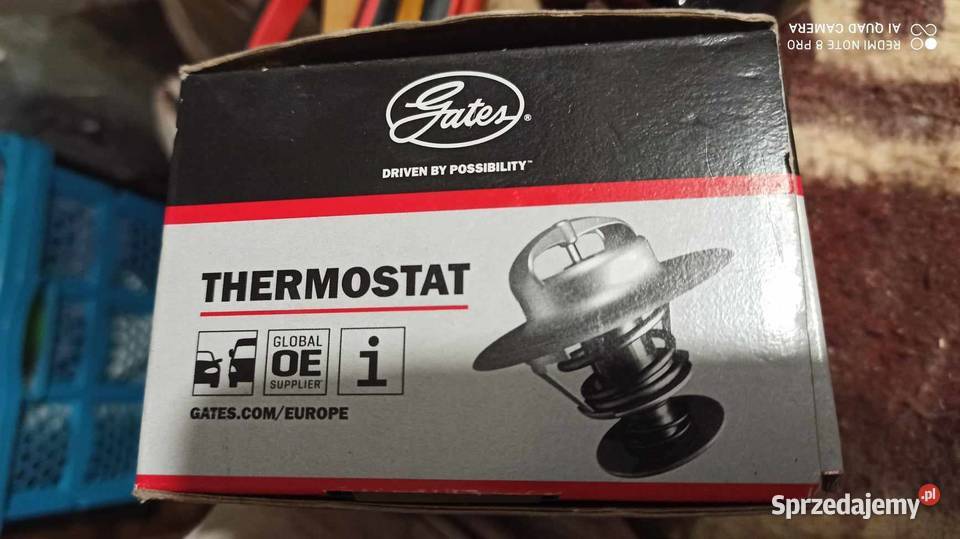 Gates®
DRIVEN BY POSSIBILITY™
THERMOSTAT
GLOBAL
OE
SUPPLIER
i
GATES.COM/EUROPE
REDMI NOTE 8 PRO
AI QUAD CAMERA
Sprzedajemy.pl